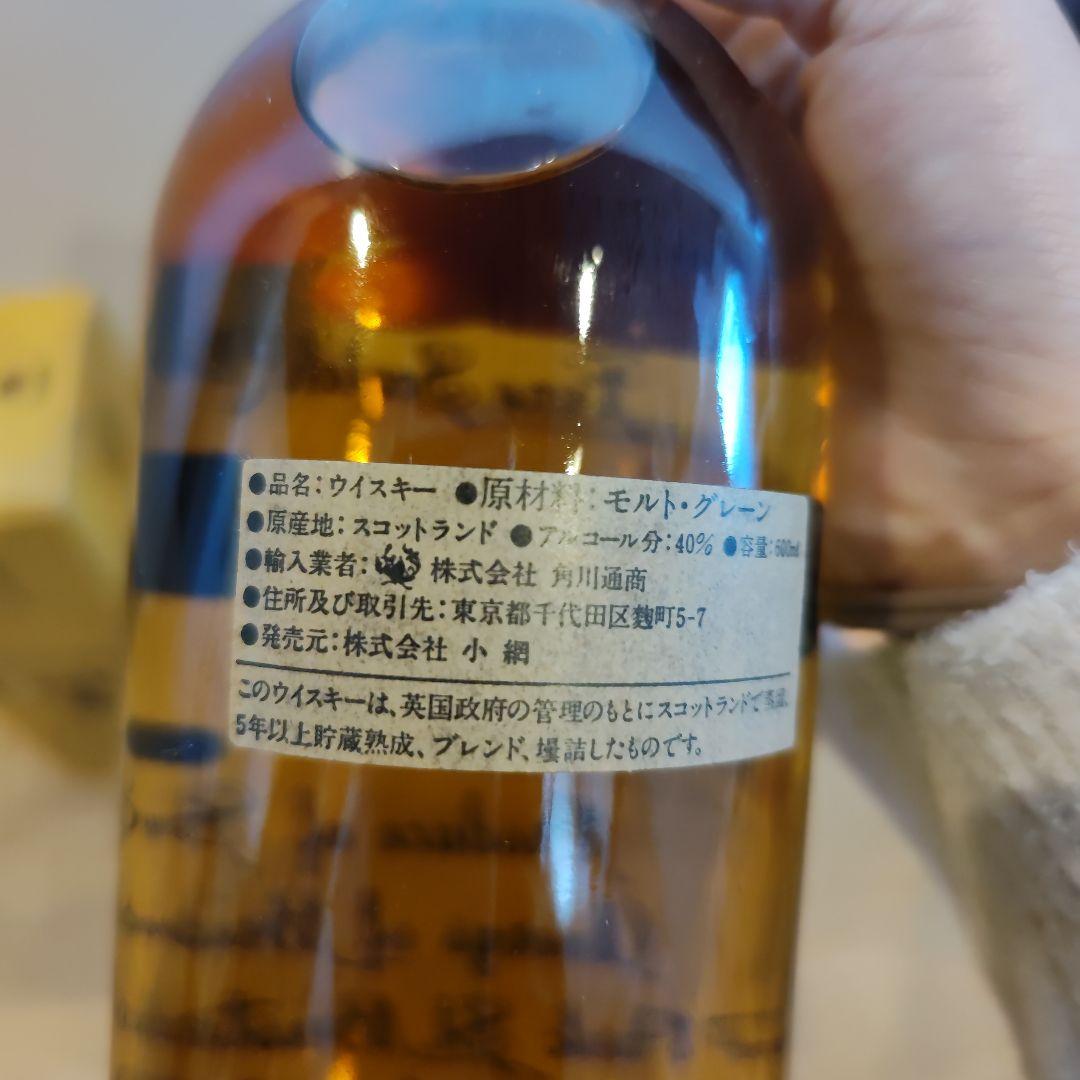 ●品名：ウイスキー ●原材料：モルト・グレーン
●原産地：スコットランド ●アルコール分：40% ●容量：600ml
●輸入業者： 株式会社 角川通商
●住所及び取引先：東京都千代田区麹町5-7
●発売元：株式会社 小網
このウイスキーは、英国政府の管理のもとにスコットランドで
5年以上貯蔵熟成、ブレンド、壜詰したものです。